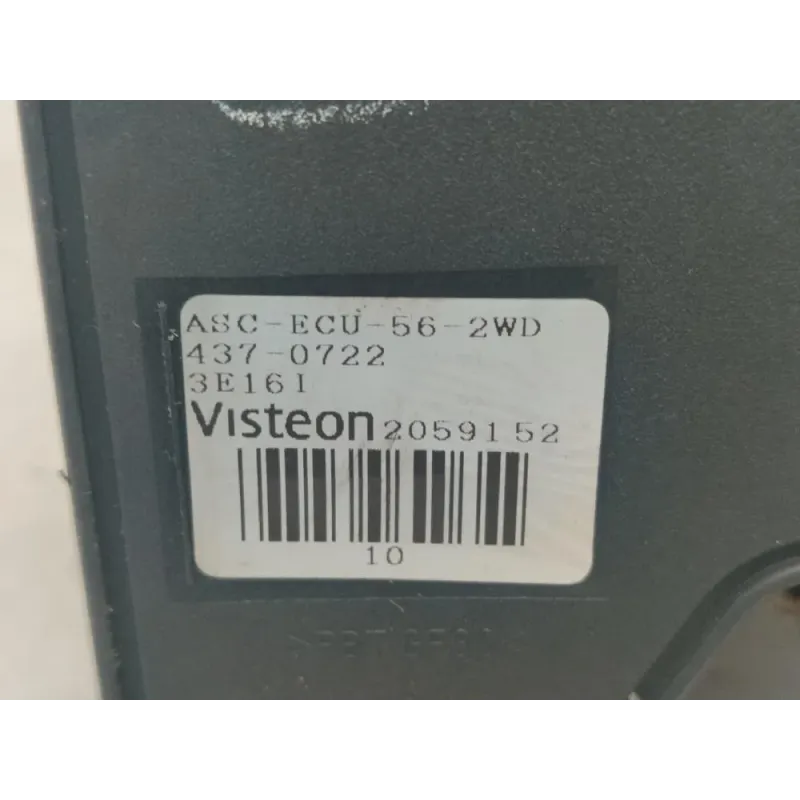 ASC-ECU-56-2WD
437-0722
3E16I
Visteon 2059152
10